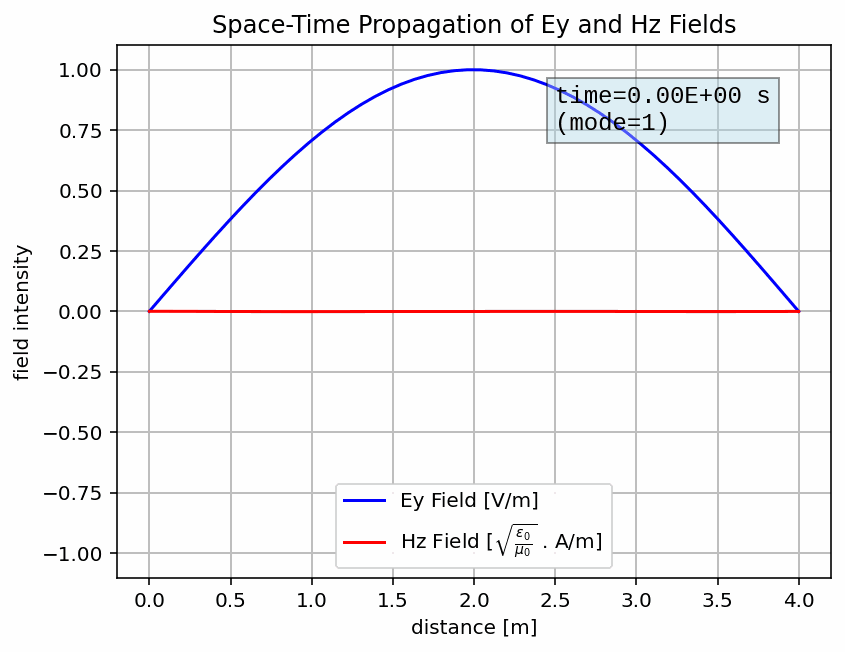 Space-Time Propagation of Ey and Hz Fields
time=0.00E+00 s
(mode=1)
1.00
0.75
0.50
0.25
0.00
−0.25
−0.50
−0.75
−1.00
field intensity
Ey Field [V/m]
Hz Field [√(ε₀/μ₀) . A/m]
0.0 0.5 1.0 1.5 2.0 2.5 3.0 3.5 4.0
distance [m]